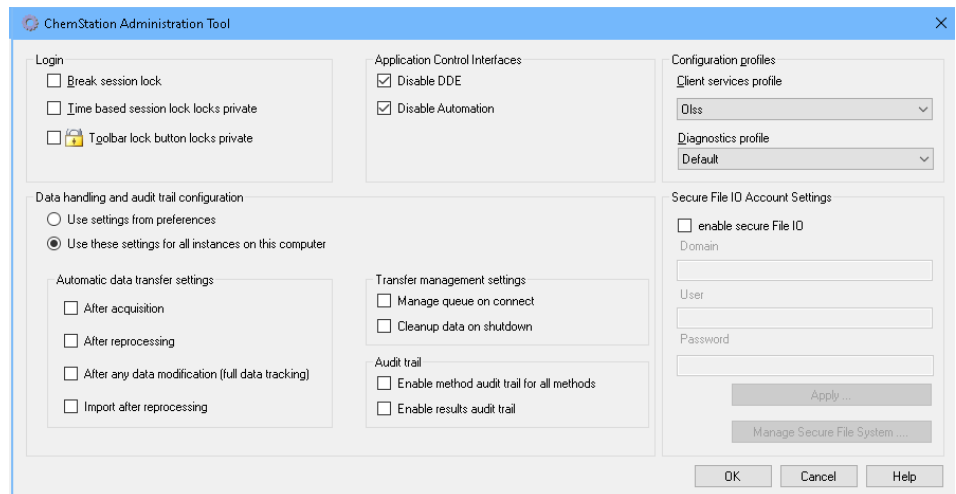 ChemStation Administration Tool
Login
Break session lock
Time based session lock locks private
Toolbar lock button locks private
Application Control Interfaces
Disable DDE
Disable Automation
Configuration profiles
Client services profile
Olss
Diagnostics profile
Default
Data handling and audit trail configuration
Use settings from preferences
Use these settings for all instances on this computer
Automatic data transfer settings
After acquisition
After reprocessing
After any data modification (full data tracking)
Import after reprocessing
Transfer management settings
Manage queue on connect
Cleanup data on shutdown
Audit trail
Enable method audit trail for all methods
Enable results audit trail
Secure File IO Account Settings
enable secure File IO
Domain
User
Password
Apply ...
Manage Secure File System ....
OK
Cancel
Help